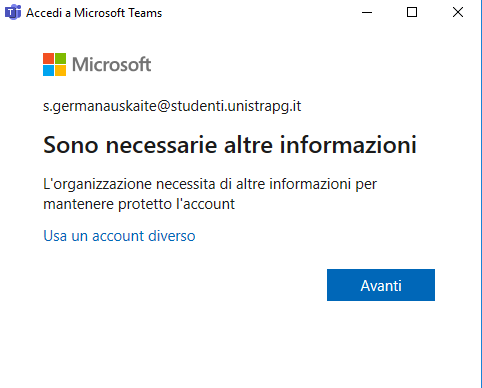 Accedi a Microsoft Teams
Microsoft
s.germanauskaite@studenti.unistrapg.it
Sono necessarie altre informazioni
L'organizzazione necessita di altre informazioni per
mantenere protetto l'account
Usa un account diverso
Avanti